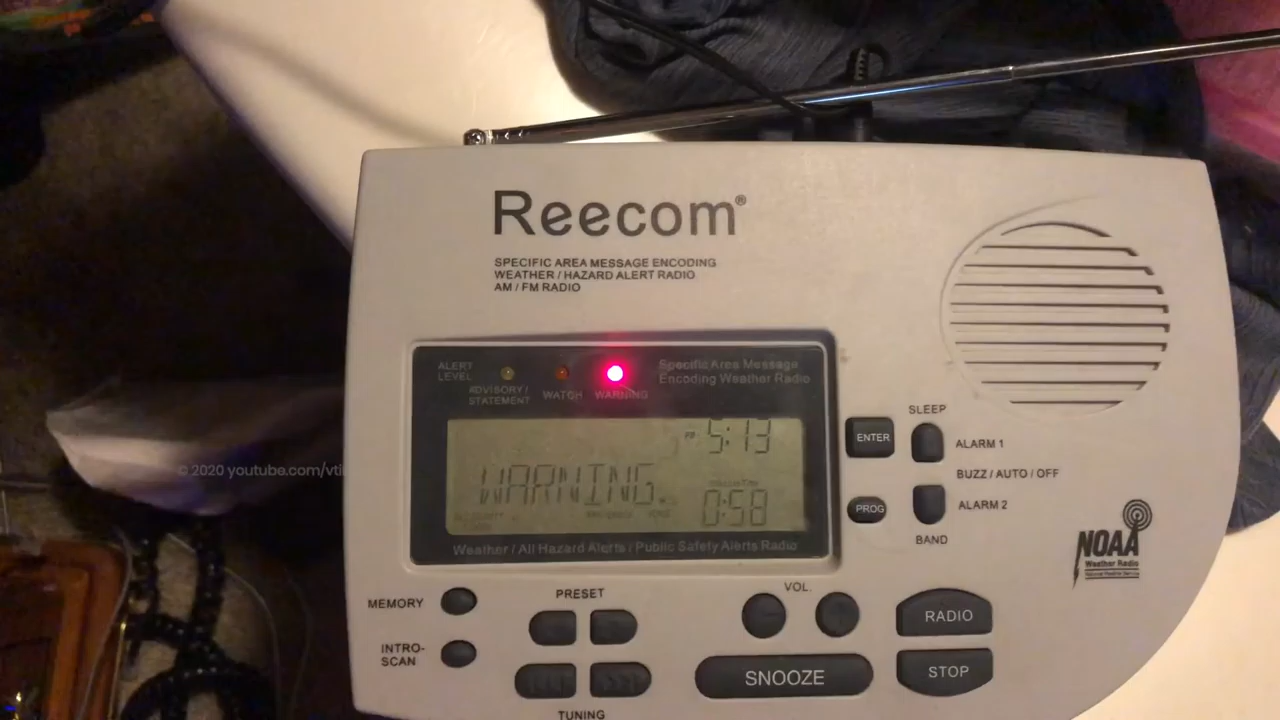 Reecom®
SPECIFIC AREA MESSAGE ENCODING
WEATHER / HAZARD ALERT RADIO
AM / FM RADIO
ALERT
LEVEL
ADVISORY /
STATEMENT
WATCH
WARNING
Specific Area Message
Encoding Weather Radio
5:13
WARNING
0:58
Weather / All Hazard Alerts / Public Safety Alerts Radio
ENTER
SLEEP
ALARM 1
BUZZ / AUTO / OFF
PROG
ALARM 2
BAND
NOAA
Weather Radio
MEMORY
PRESET
VOL.
RADIO
INTRO-
SCAN
SNOOZE
STOP
TUNING
© 2020 youtube.com/vti